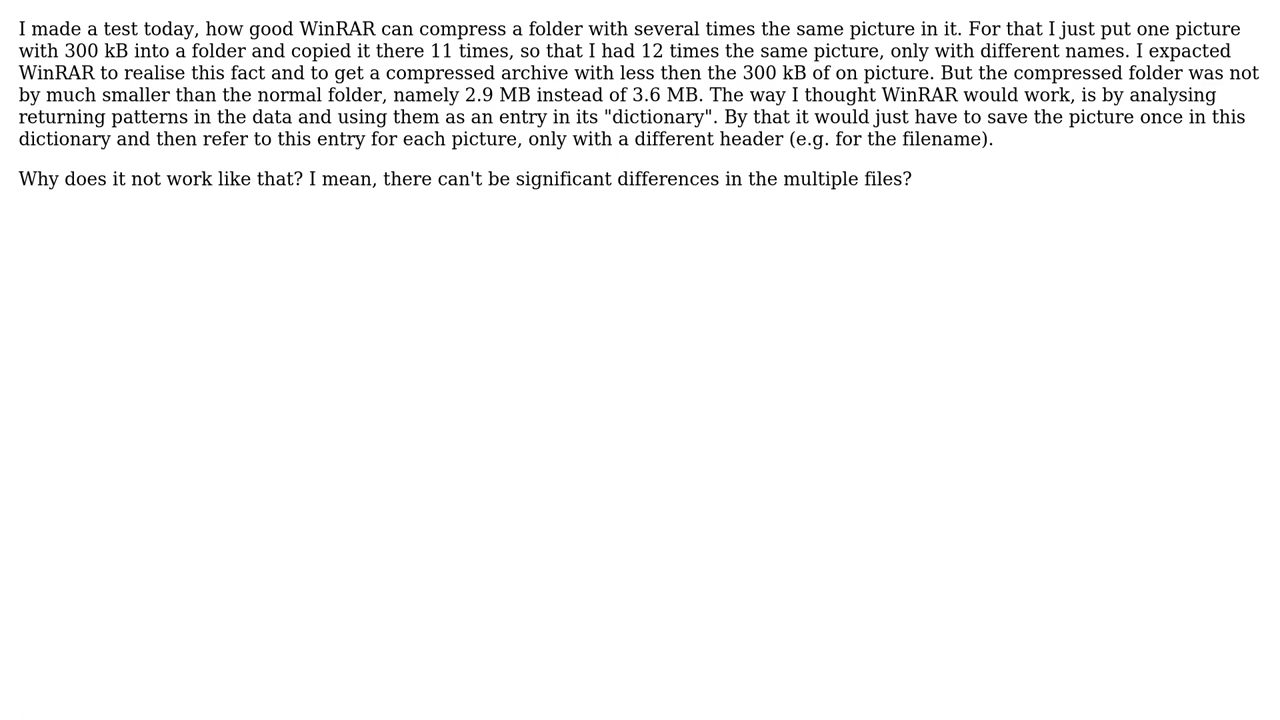 I made a test today, how good WinRAR can compress a folder with several times the same picture in it. For that I just put one picture
with 300 kB into a folder and copied it there 11 times, so that I had 12 times the same picture, only with different names. I expacted
WinRAR to realise this fact and to get a compressed archive with less then the 300 kB of on picture. But the compressed folder was not
by much smaller than the normal folder, namely 2.9 MB instead of 3.6 MB. The way I thought WinRAR would work, is by analysing
returning patterns in the data and using them as an entry in its "dictionary". By that it would just have to save the picture once in this
dictionary and then refer to this entry for each picture, only with a different header (e.g. for the filename).
Why does it not work like that? I mean, there can't be significant differences in the multiple files?